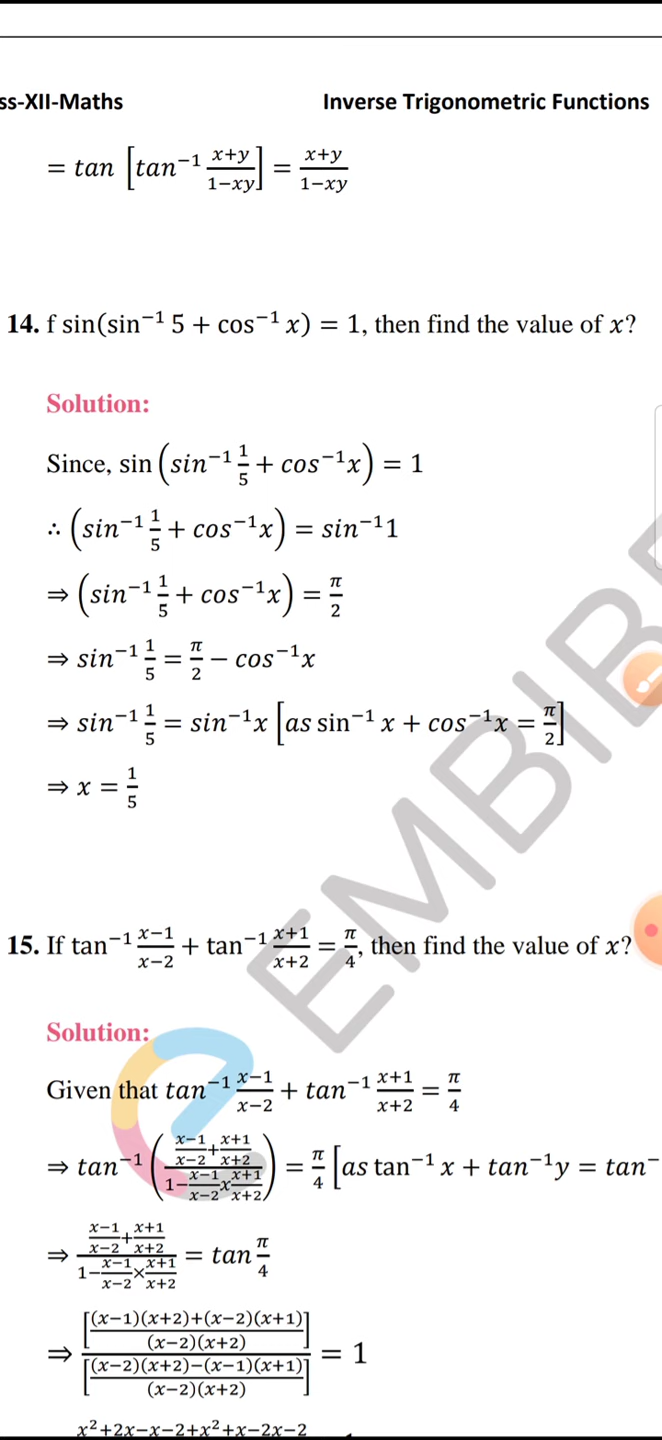 ss-XII-Maths Inverse Trigonometric Functions
= tan [tan⁻¹ (x+y)/(1−xy)] = (x+y)/(1−xy)
14. f sin(sin⁻¹ 5 + cos⁻¹ x) = 1, then find the value of x?
Solution:
Since, sin (sin⁻¹ 1/5 + cos⁻¹x) = 1
∴ (sin⁻¹ 1/5 + cos⁻¹x) = sin⁻¹1
⇒ (sin⁻¹ 1/5 + cos⁻¹x) = π/2
⇒ sin⁻¹ 1/5 = π/2 − cos⁻¹x
⇒ sin⁻¹ 1/5 = sin⁻¹x [as sin⁻¹ x + cos⁻¹x = π/2]
⇒ x = 1/5
15. If tan⁻¹ (x−1)/(x−2) + tan⁻¹ (x+1)/(x+2) = π/4, then find the value of x?
Solution:
Given that tan⁻¹ (x−1)/(x−2) + tan⁻¹ (x+1)/(x+2) = π/4
⇒ tan⁻¹ (((x−1)/(x−2) + (x+1)/(x+2))/(1 − (x−1)/(x−2) x (x+1)/(x+2))) = π/4 [as tan⁻¹ x + tan⁻¹y = tan⁻
⇒ ((x−1)/(x−2) + (x+1)/(x+2))/(1 − (x−1)/(x−2) × (x+1)/(x+2)) = tan π/4
⇒ [((x−1)(x+2)+(x−2)(x+1))/((x−2)(x+2))]/[((x−2)(x+2)−(x−1)(x+1))/((x−2)(x+2))] = 1
x²+2x−x−2+x²+x−2x−2
EMBIB